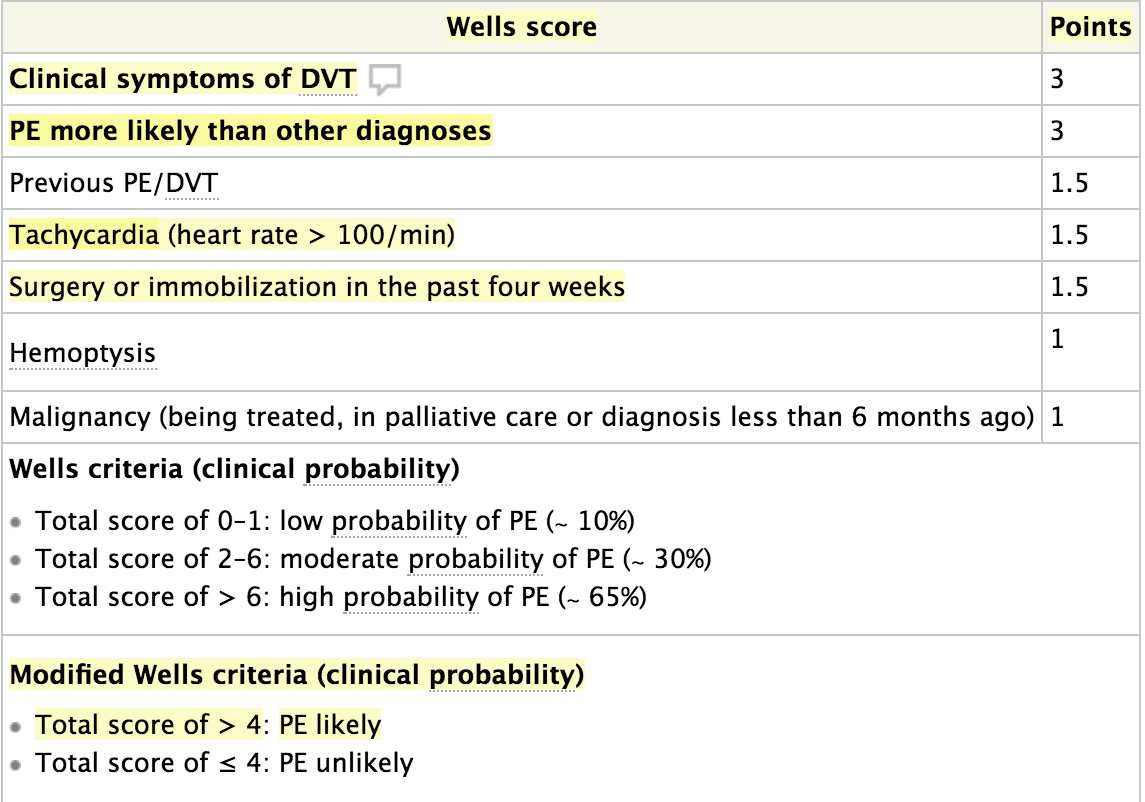 Wells score Points
Clinical symptoms of DVT 3
PE more likely than other diagnoses 3
Previous PE/DVT 1.5
Tachycardia (heart rate > 100/min) 1.5
Surgery or immobilization in the past four weeks 1.5
Hemoptysis 1
Malignancy (being treated, in palliative care or diagnosis less than 6 months ago) 1
Wells criteria (clinical probability)
• Total score of 0–1: low probability of PE (~ 10%)
• Total score of 2–6: moderate probability of PE (~ 30%)
• Total score of > 6: high probability of PE (~ 65%)
Modified Wells criteria (clinical probability)
• Total score of > 4: PE likely
• Total score of ≤ 4: PE unlikely